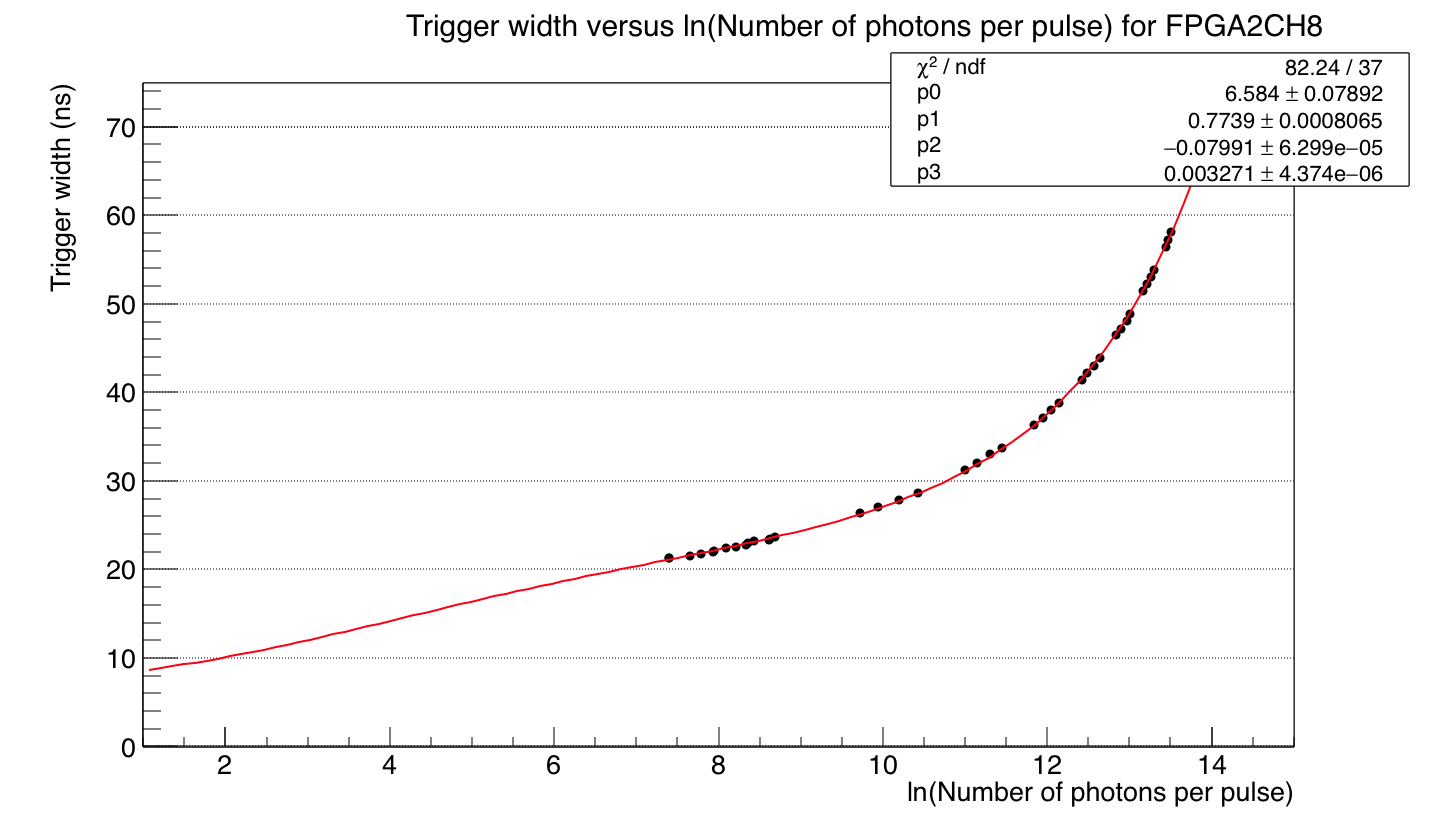 Trigger width versus ln(Number of photons per pulse) for FPGA2CH8
χ² / ndf 82.24 / 37
p0 6.584 ± 0.07892
p1 0.7739 ± 0.0008065
p2 −0.07991 ± 6.299e−05
p3 0.003271 ± 4.374e−06
Trigger width (ns)
70
60
50
40
30
20
10
0
2 4 6 8 10 12 14
ln(Number of photons per pulse)